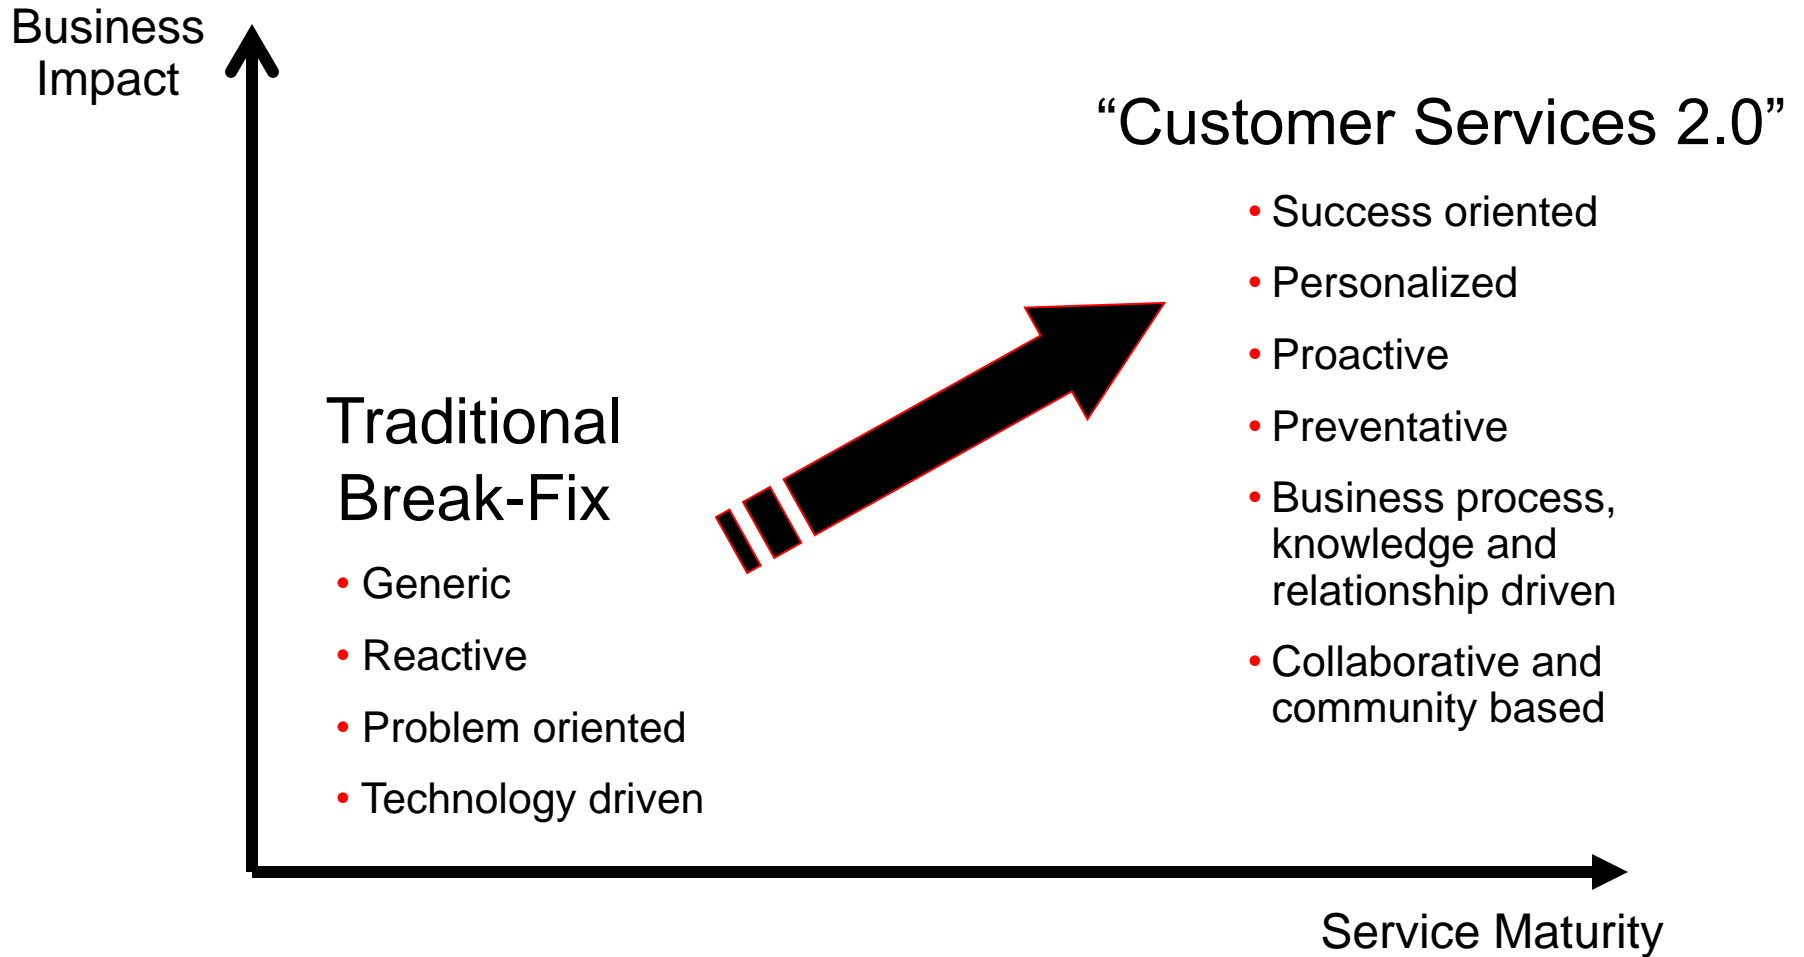 Business
Impact
“Customer Services 2.0”
• Success oriented
• Personalized
• Proactive
• Preventative
• Business process,
knowledge and
relationship driven
• Collaborative and
community based
Traditional
Break-Fix
• Generic
• Reactive
• Problem oriented
• Technology driven
Service Maturity